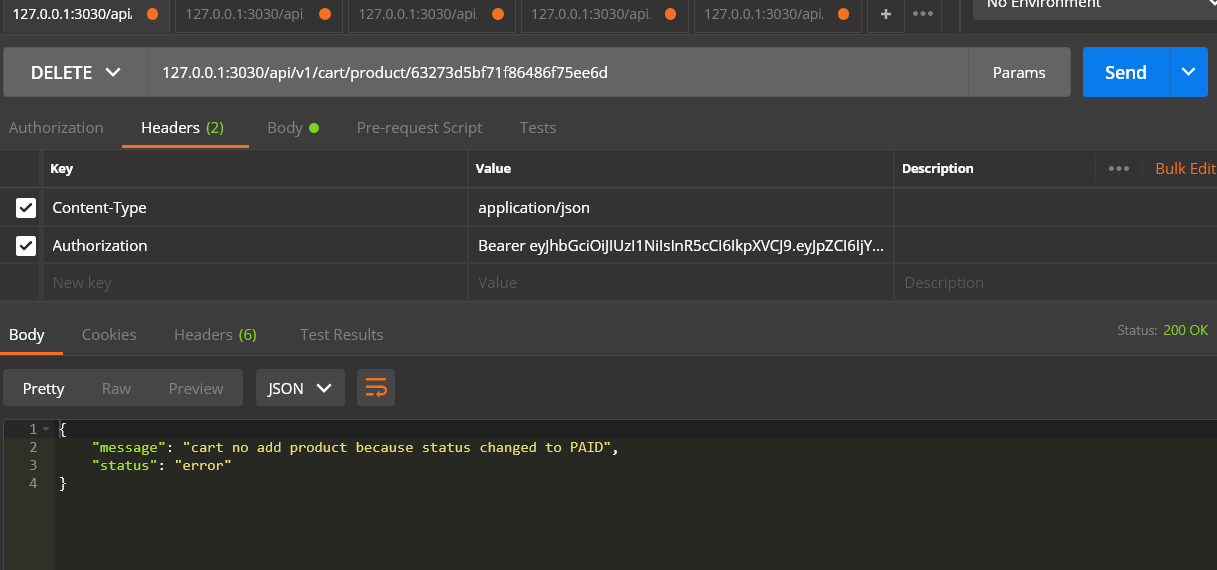 127.0.0.1:3030/api/ 127.0.0.1:3030/api. 127.0.0.1:3030/api. 127.0.0.1:3030/api. 127.0.0.1:3030/api. + ••• No Environment
DELETE 127.0.0.1:3030/api/v1/cart/product/63273d5bf71f86486f75ee6d Params Send
Authorization Headers (2) Body Pre-request Script Tests
Key Value Description ••• Bulk Edit
Content-Type application/json
Authorization Bearer eyJhbGciOiJIUzI1NiIsInR5cCI6IkpXVCJ9.eyJpZCI6IjY...
New key Value Description
Body Cookies Headers (6) Test Results Status: 200 OK
Pretty Raw Preview JSON
1 {
2 "message": "cart no add product because status changed to PAID",
3 "status": "error"
4 }